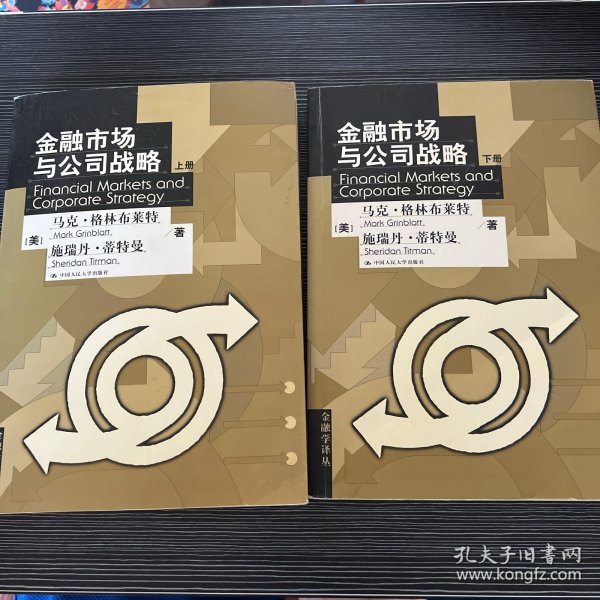 金融市场
与公司战略 上册
Financial Markets and
Corporate Strategy
[美]
马克·格林布莱特
Mark Grinblatt
施瑞丹·蒂特曼
Sheridan Titman
著
中国人民大学出版社
金融市场
与公司战略 下册
Financial Markets and
Corporate Strategy
[美]
马克·格林布莱特
Mark Grinblatt
施瑞丹·蒂特曼
Sheridan Titman
著
中国人民大学出版社
金融学译丛
孔夫子旧书网
www.kongfz.com